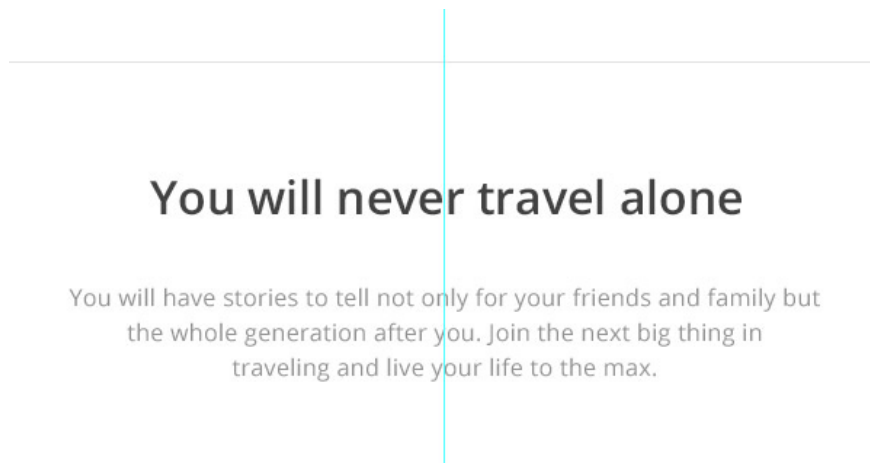 You will never travel alone
You will have stories to tell not only for your friends and family but
the whole generation after you. Join the next big thing in
traveling and live your life to the max.